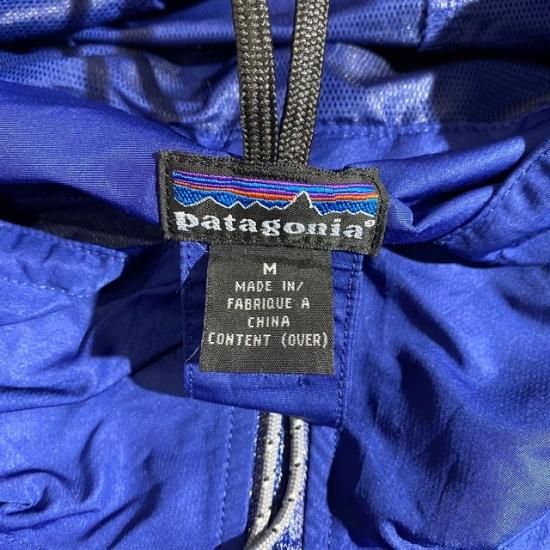 patagonia®
M
MADE IN/
FABRIQUE A
CHINA
CONTENT (OVER)